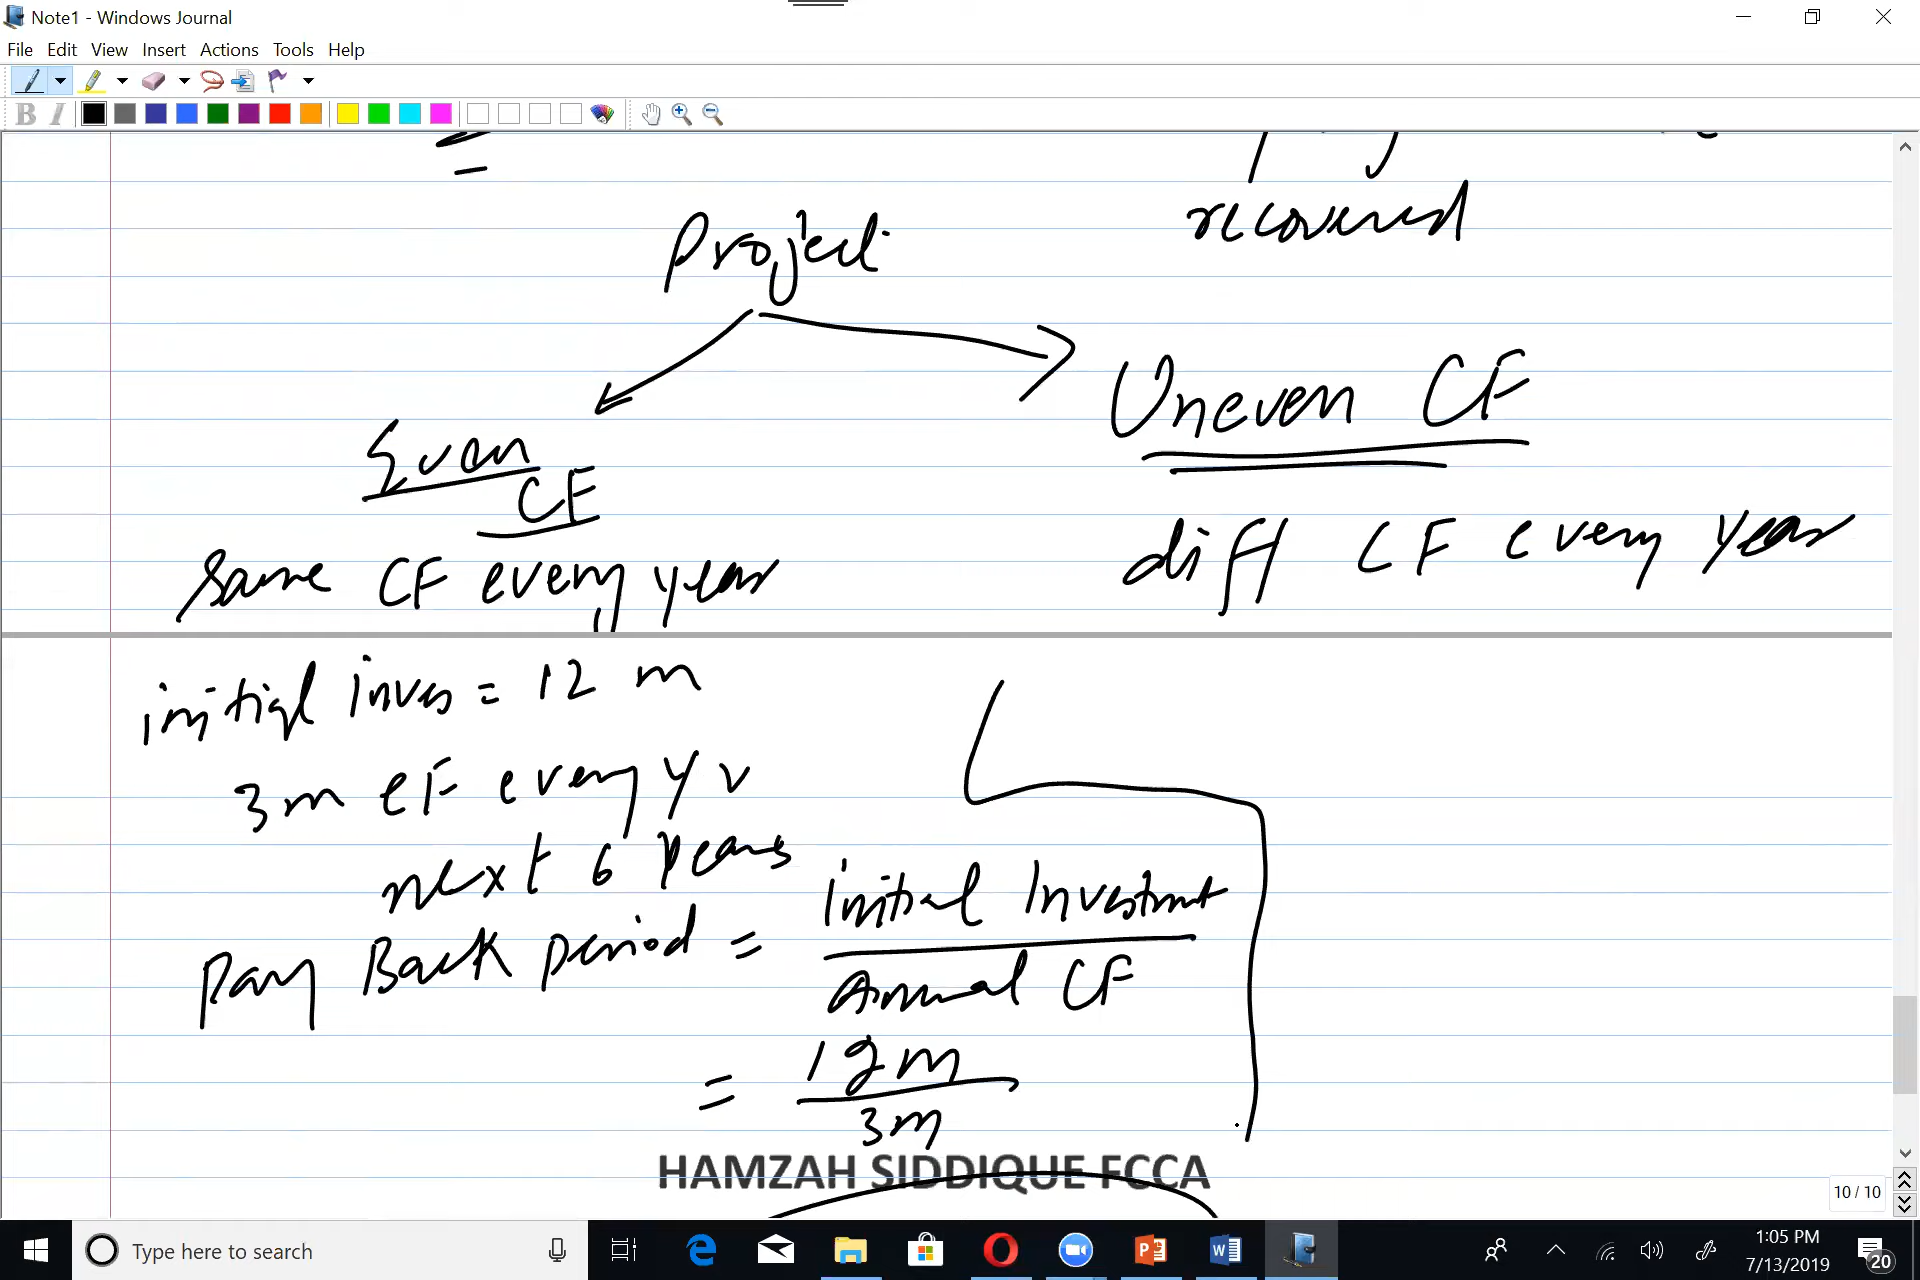 Note1 - Windows Journal
File Edit View Insert Actions Tools Help
B I
recovered
Project
Even CF
Uneven CF
same CF every year
diff CF every year
initial inves = 12 m
3m CF every yr
next 6 years
Pay Back period = initial Investment
Annual CF
= 12m
3m
HAMZAH SIDDIQUE FCCA
10 / 10
Type here to search
1:05 PM
7/13/2019
20